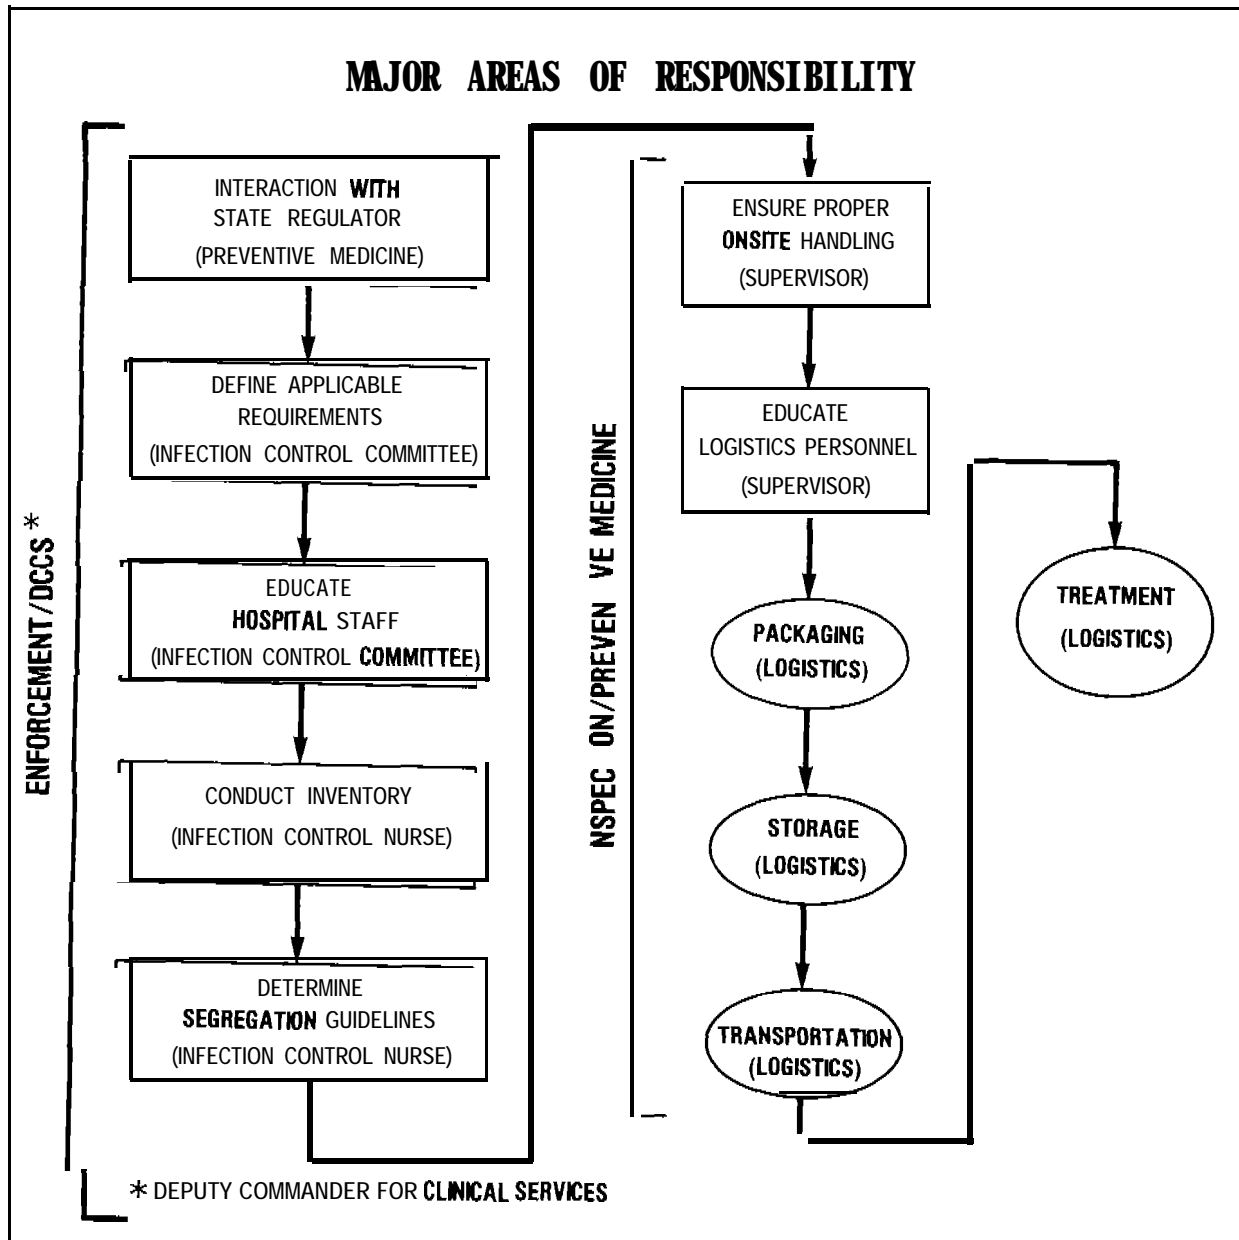 MAJOR AREAS OF RESPONSIBILITY
ENFORCEMENT/DCCS*
INTERACTION WITH
STATE REGULATOR
(PREVENTIVE MEDICINE)
DEFINE APPLICABLE
REQUIREMENTS
(INFECTION CONTROL COMMITTEE)
EDUCATE
HOSPITAL STAFF
(INFECTION CONTROL COMMITTEE)
CONDUCT INVENTORY
(INFECTION CONTROL NURSE)
DETERMINE
SEGREGATION GUIDELINES
(INFECTION CONTROL NURSE)
NSPEC ON/PREVEN VE MEDICINE
ENSURE PROPER
ONSITE HANDLING
(SUPERVISOR)
EDUCATE
LOGISTICS PERSONNEL
(SUPERVISOR)
PACKAGING
(LOGISTICS)
STORAGE
(LOGISTICS)
TRANSPORTATION
(LOGISTICS)
TREATMENT
(LOGISTICS)
* DEPUTY COMMANDER FOR CLINICAL SERVICES